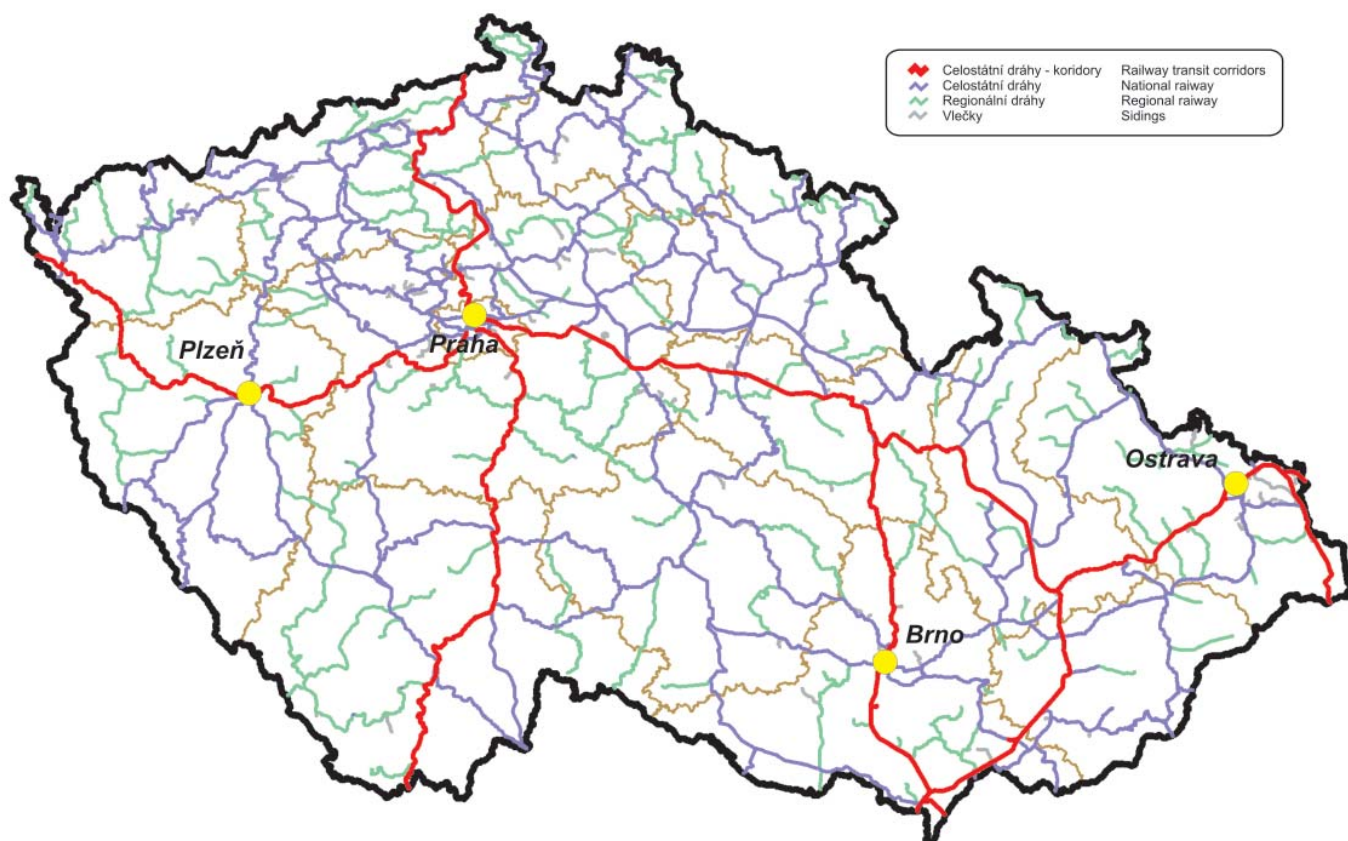 Celostátní dráhy - koridory Railway transit corridors
Celostátní dráhy National railway
Regionální dráhy Regional raiway
Vlečky Sidings
Plzeň
Praha
Ostrava
Brno